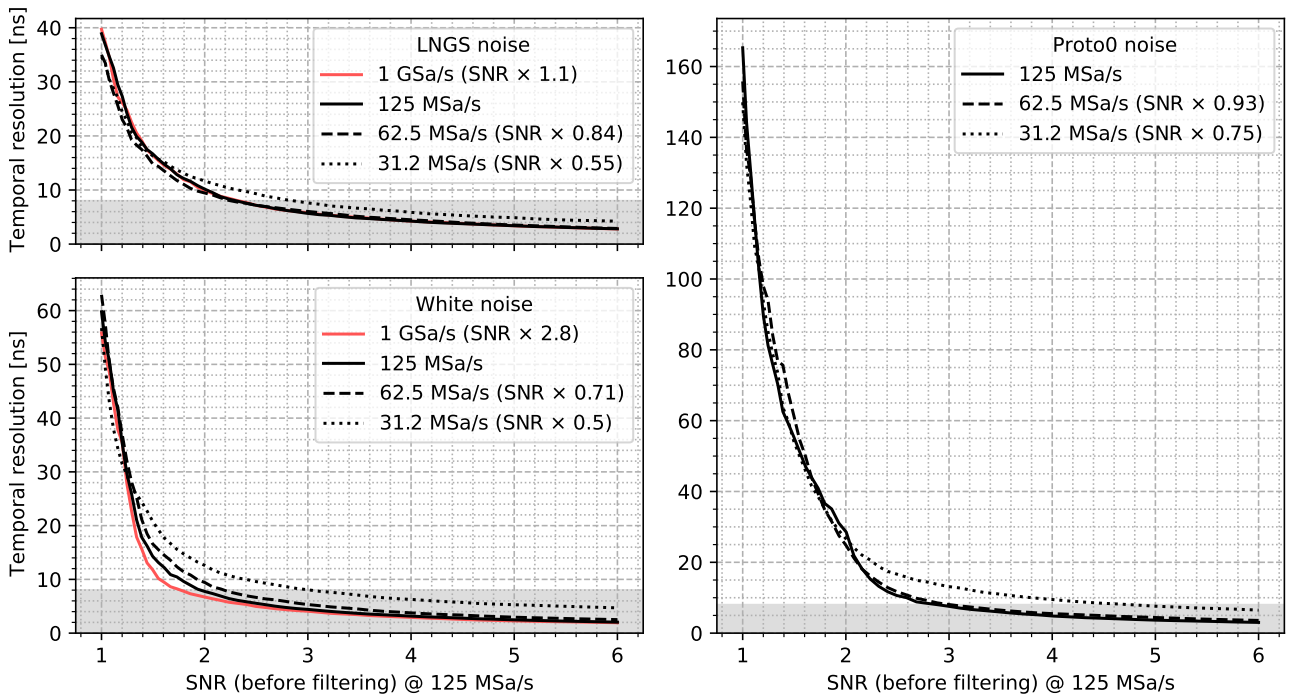 Temporal resolution [ns]
40
30
20
10
0
LNGS noise
1 GSa/s (SNR × 1.1)
125 MSa/s
62.5 MSa/s (SNR × 0.84)
31.2 MSa/s (SNR × 0.55)
Temporal resolution [ns]
60
50
40
30
20
10
0
White noise
1 GSa/s (SNR × 2.8)
125 MSa/s
62.5 MSa/s (SNR × 0.71)
31.2 MSa/s (SNR × 0.5)
1 2 3 4 5 6
SNR (before filtering) @ 125 MSa/s
160
140
120
100
80
60
40
20
0
Proto0 noise
125 MSa/s
62.5 MSa/s (SNR × 0.93)
31.2 MSa/s (SNR × 0.75)
1 2 3 4 5 6
SNR (before filtering) @ 125 MSa/s